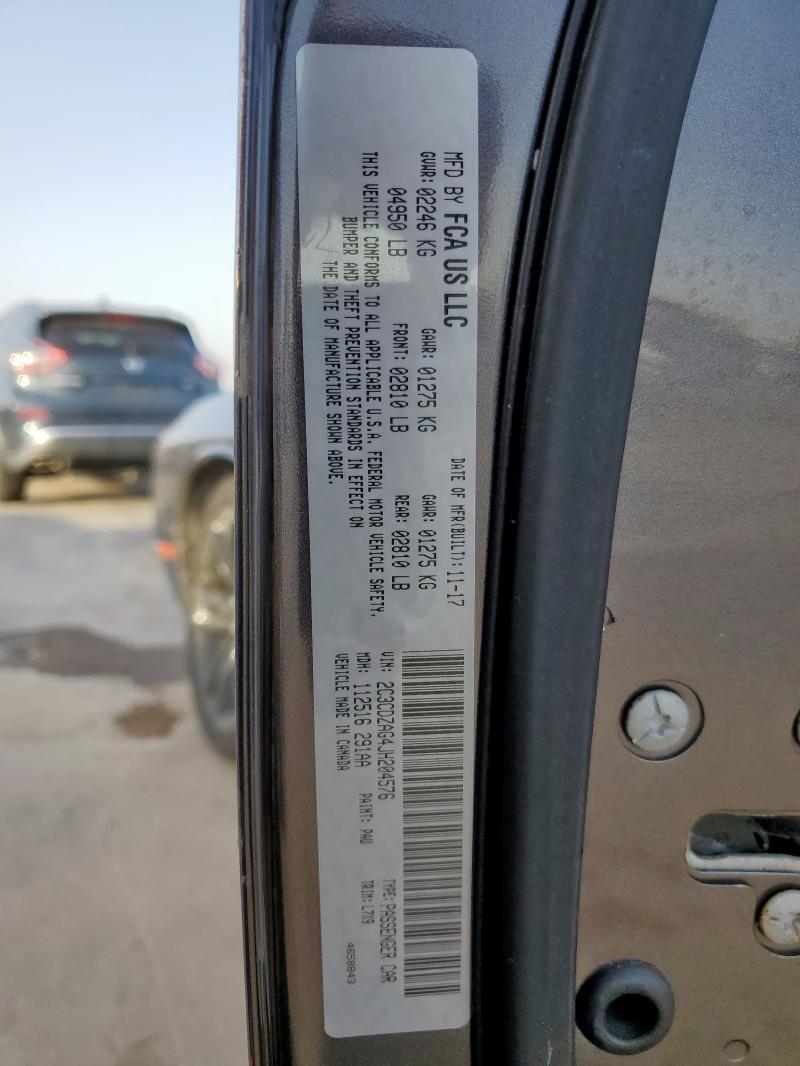 MFD BY FCA US LLC
DATE OF MFR(BUILT): 11-17
GVWR: 02246 KG GAWR: 01275 KG GAWR: 01275 KG
04950 LB FRONT: 02810 LB REAR: 02810 LB
THIS VEHICLE CONFORMS TO ALL APPLICABLE U.S.A. FEDERAL MOTOR VEHICLE SAFETY,
BUMPER AND THEFT PREVENTION STANDARDS IN EFFECT ON
THE DATE OF MANUFACTURE SHOWN ABOVE.
VIN: 2C3CDZAG4JH204576 TYPE: PASSENGER CAR
MDH: 112516 291AA PAINT: PAU TRIM: L7X9
VEHICLE MADE IN CANADA 4658843